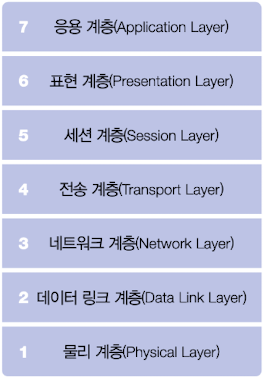 7 응용 계층(Application Layer)
6 표현 계층(Presentation Layer)
5 세션 계층(Session Layer)
4 전송 계층(Transport Layer)
3 네트워크 계층(Network Layer)
2 데이터 링크 계층(Data Link Layer)
1 물리 계층(Physical Layer)